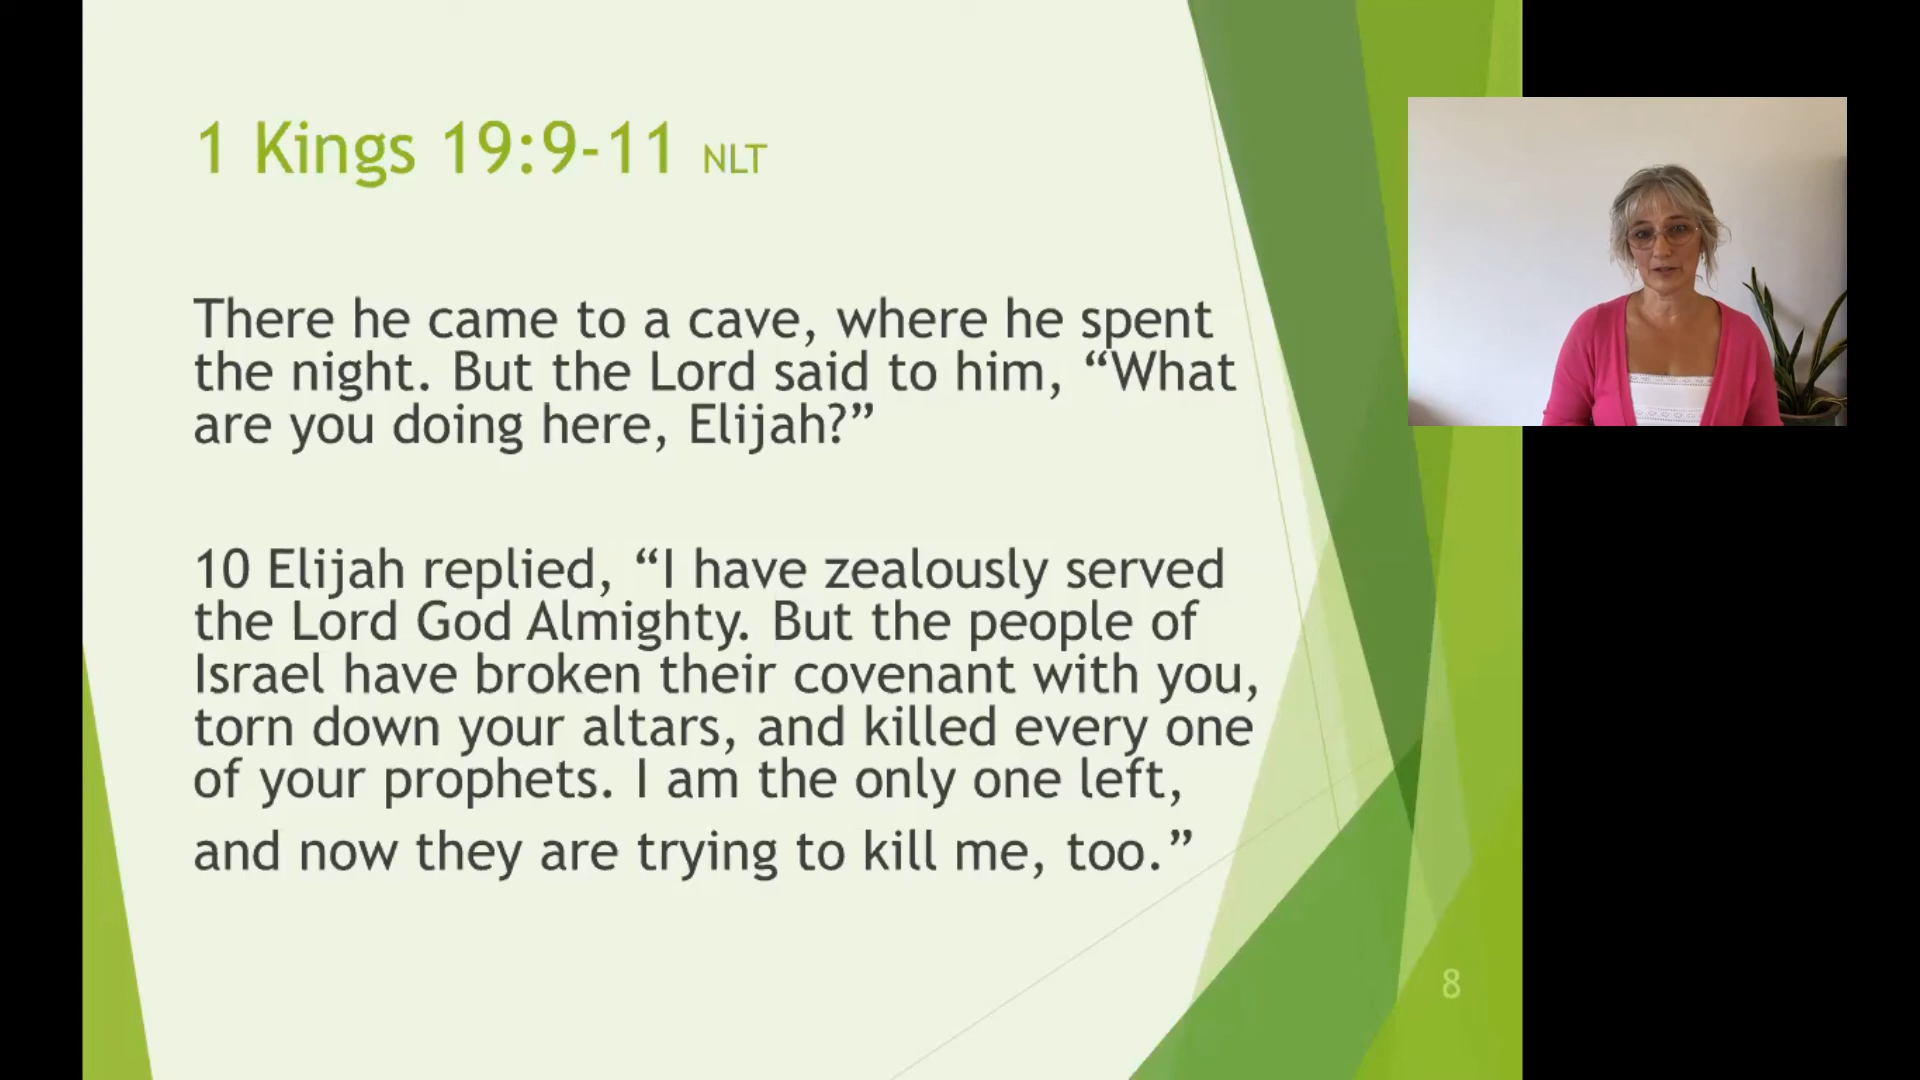 1 Kings 19:9-11 NLT
There he came to a cave, where he spent
the night. But the Lord said to him, “What
are you doing here, Elijah?”
10 Elijah replied, “I have zealously served
the Lord God Almighty. But the people of
Israel have broken their covenant with you,
torn down your altars, and killed every one
of your prophets. I am the only one left,
and now they are trying to kill me, too.”
8